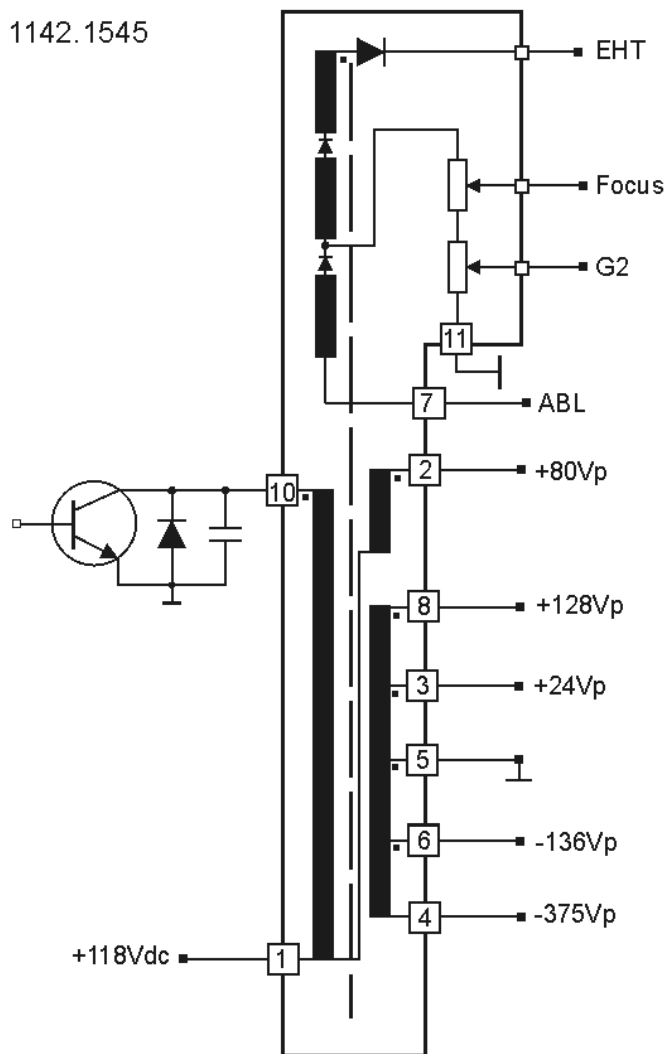 1142.1545
EHT
Focus
G2
11
7 ABL
10
2 +80Vp
8 +128Vp
3 +24Vp
5
6 -136Vp
4 -375Vp
+118Vdc 1